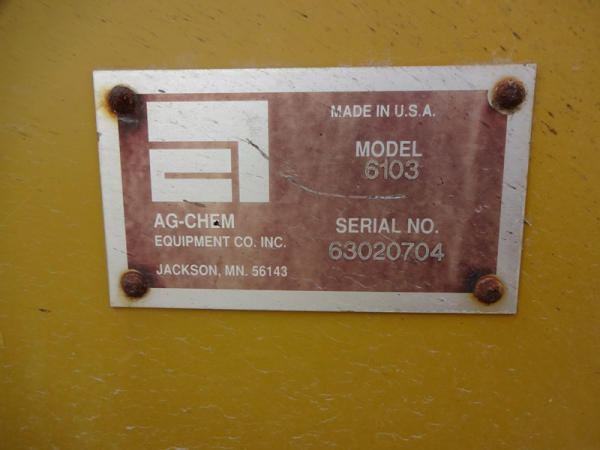 MADE IN U.S.A.
MODEL
6103
AG-CHEM
EQUIPMENT CO. INC.
JACKSON, MN. 56143
SERIAL NO.
63020704